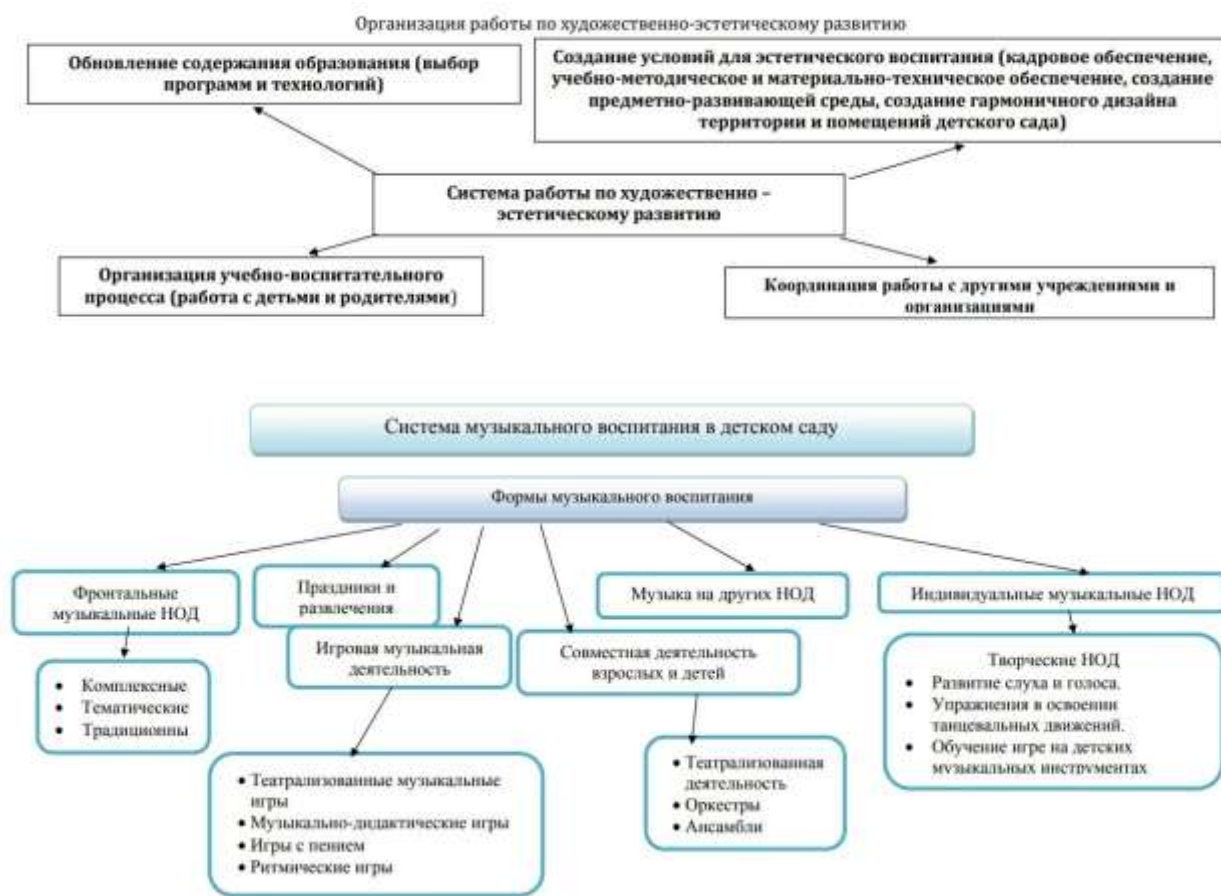 Организация работы по художественно-эстетическому развитию
Обновление содержания образования (выбор
программ и технологий)
Создание условий для эстетического воспитания (кадровое обеспечение,
учебно-методическое и материально-техническое обеспечение, создание
предметно-развивающей среды, создание гармоничного дизайна
территории и помещений детского сада)
Система работы по художественно –
эстетическому развитию
Организация учебно-воспитательного
процесса (работа с детьми и родителями)
Координация работы с другими учреждениями и
организациями
Система музыкального воспитания в детском саду
Формы музыкального воспитания
Фронтальные
музыкальные НОД
Праздники и
развлечения
Музыка на других НОД
Индивидуальные музыкальные НОД
Игровая музыкальная
деятельность
Совместная деятельность
взрослых и детей
• Комплексные
• Тематические
• Традиционны
• Театрализованные музыкальные
игры
• Музыкально-дидактические игры
• Игры с пением
• Ритмические игры
• Театрализованная
деятельность
• Оркестры
• Ансамбли
Творческие НОД
• Развитие слуха и голоса.
• Упражнения в освоении
танцевальных движений.
• Обучение игре на детских
музыкальных инструментах